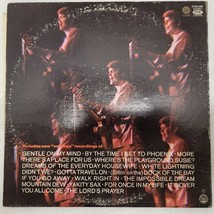 Includes new "in-person" recordings of:
GENTLE ON MY MIND · BY THE TIME I GET TO PHOENIX · MORE
THERE'S A PLACE FOR US · WHERE'S THE PLAYGROUND, SUSIE?
DREAMS OF THE EVERYDAY HOUSEWIFE · WHITE LIGHTNING
DIDN'T WE? · GOTTA TRAVEL ON · (Sittin' on the) DOCK OF THE BAY
IF YOU GO AWAY · WALK RIGHT IN · THE IMPOSSIBLE DREAM
MOUNTAIN DEW · YAKITY SAX · FOR ONCE IN MY LIFE · IT'S OVER
YOU ALL COME · THE LORD'S PRAYER